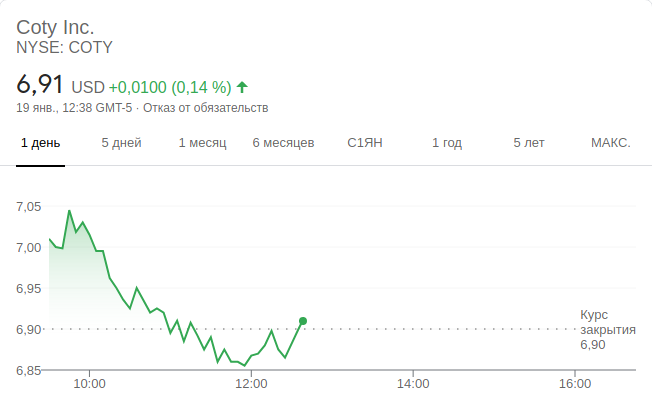 Coty Inc.
NYSE: COTY
6,91 USD +0,0100 (0,14 %)
19 янв., 12:38 GMT-5 · Отказ от обязательств
1 день 5 дней 1 месяц 6 месяцев С1ЯН 1 год 5 лет МАКС.
7,05
7,00
6,95
6,90
6,85
Курс
закрытия
6,90
10:00 12:00 14:00 16:00